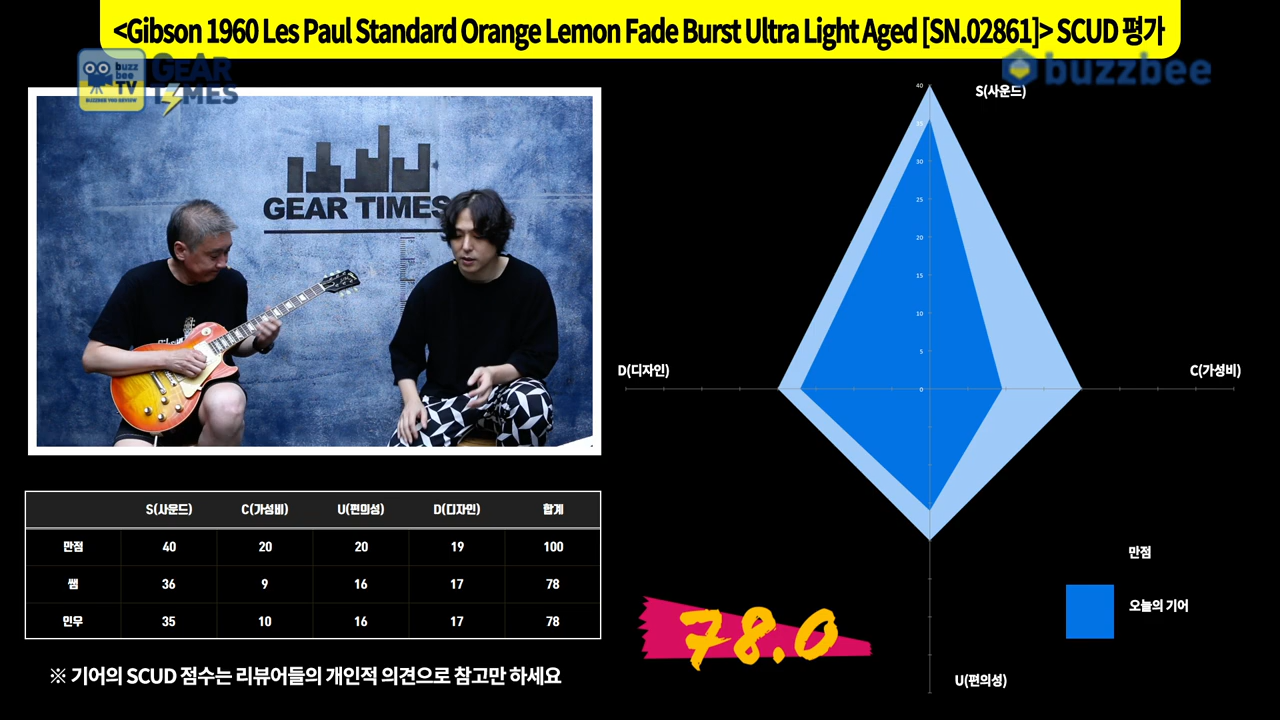 <Gibson 1960 Les Paul Standard Orange Lemon Fade Burst Ultra Light Aged [SN.02861]> SCUD 평가
buzz
bee
TV
BUZZBEE YOU REVIEW
GEAR
TIMES
buzzbee
GEAR TIMES
S(사운드)
40
35
30
25
20
15
10
5
0
D(디자인)
C(가성비)
U(편의성)
만점
오늘의 기어
S(사운드) C(가성비) U(편의성) D(디자인) 합계
만점 40 20 20 19 100
쌤 36 9 16 17 78
민우 35 10 16 17 78
78.0
※ 기어의 SCUD 점수는 리뷰어들의 개인적 의견으로 참고만 하세요